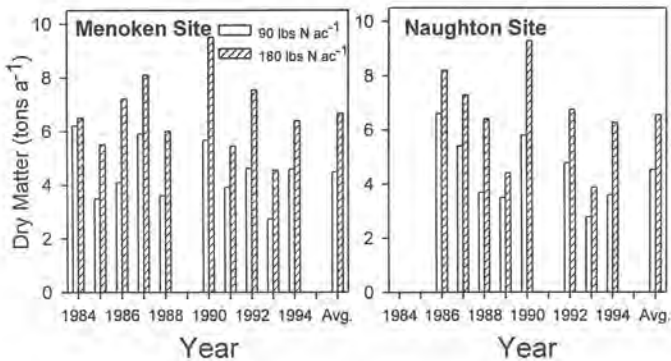 Menoken Site
90 lbs N ac⁻¹
180 lbs N ac⁻¹
Naughton Site
Dry Matter (tons a⁻¹)
10
8
6
4
2
0
10
8
6
4
2
0
1984 1986 1988 1990 1992 1994 Avg.
1984 1986 1988 1990 1992 1994 Avg.
Year
Year